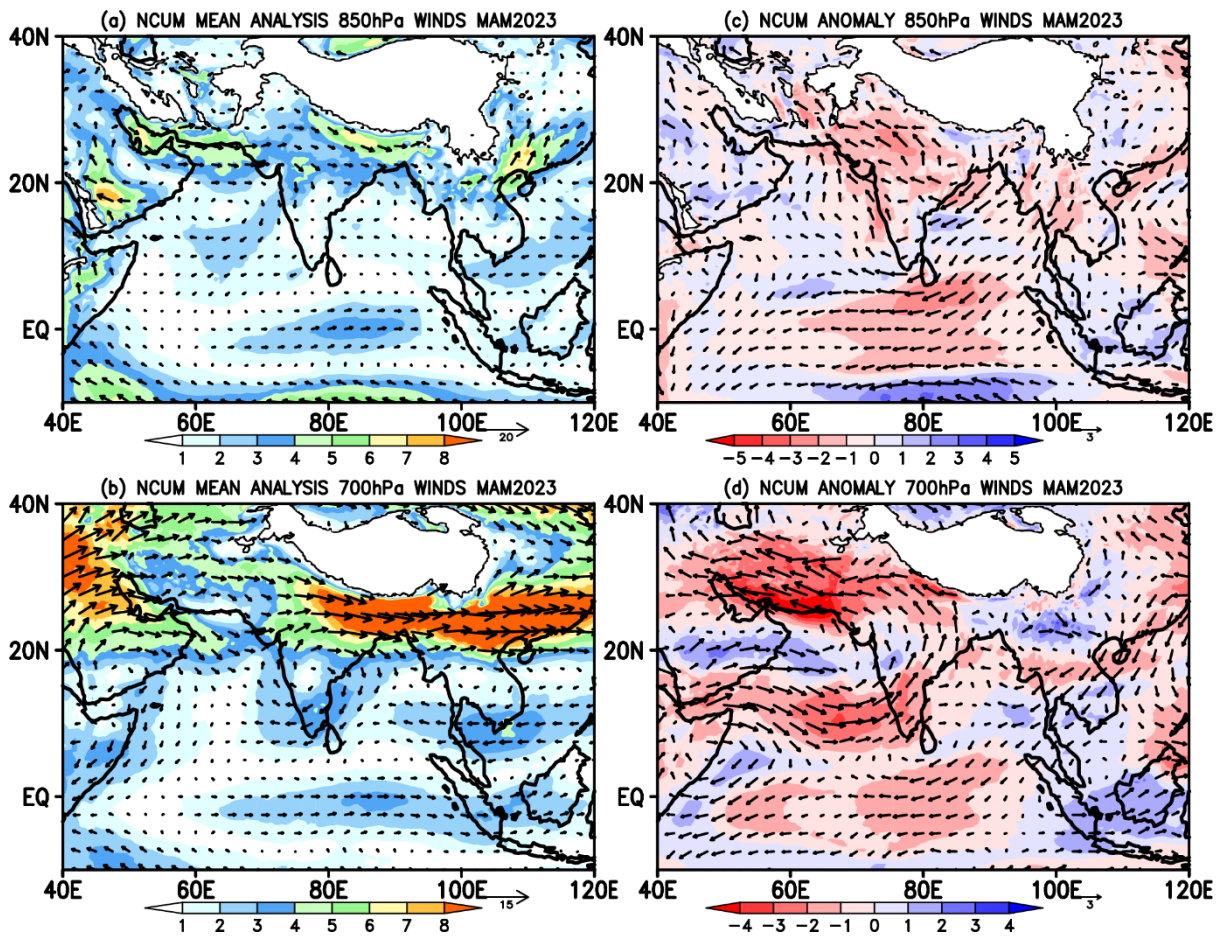 (a) NCUM MEAN ANALYSIS 850hPa WINDS MAM2023
40N
20N
EQ
40E 60E 80E 100E 120E
20
1 2 3 4 5 6 7 8
(c) NCUM ANOMALY 850hPa WINDS MAM2023
40N
20N
EQ
40E 60E 80E 100E 120E
3
−5 −4 −3 −2 −1 0 1 2 3 4 5
(b) NCUM MEAN ANALYSIS 700hPa WINDS MAM2023
40N
20N
EQ
40E 60E 80E 100E 120E
15
1 2 3 4 5 6 7 8
(d) NCUM ANOMALY 700hPa WINDS MAM2023
40N
20N
EQ
40E 60E 80E 100E 120E
3
−4 −3 −2 −1 0 1 2 3 4